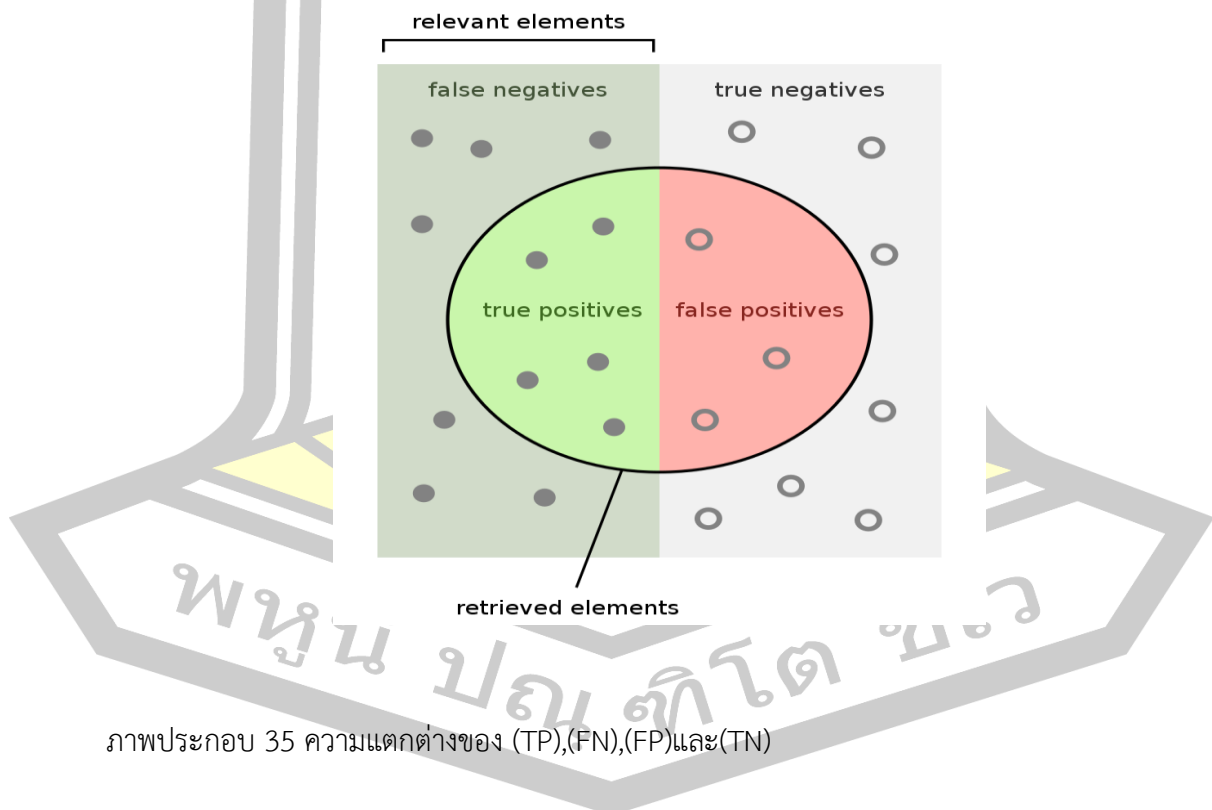 relevant elements
false negatives true negatives
true positives false positives
retrieved elements
พหูน ปณฺฑิโต ชีเว
ภาพประกอบ 35 ความแตกต่างของ (TP),(FN),(FP)และ(TN)